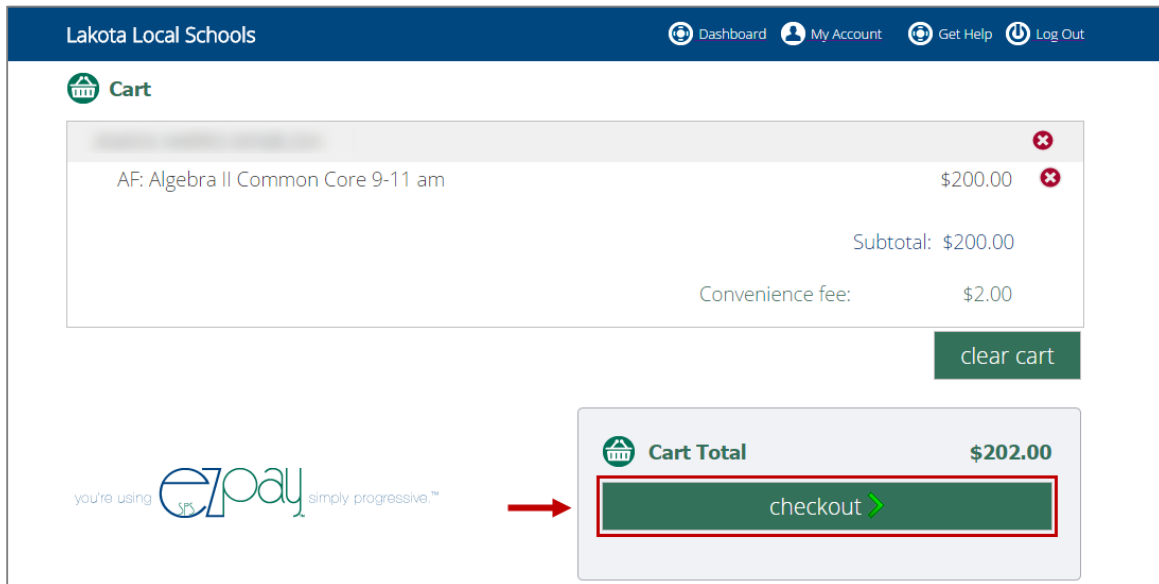 Lakota Local Schools Dashboard My Account Get Help Log Out
Cart
AF: Algebra II Common Core 9-11 am $200.00
Subtotal: $200.00
Convenience fee: $2.00
clear cart
Cart Total $202.00
you're using ezpay SPS simply progressive.™
checkout